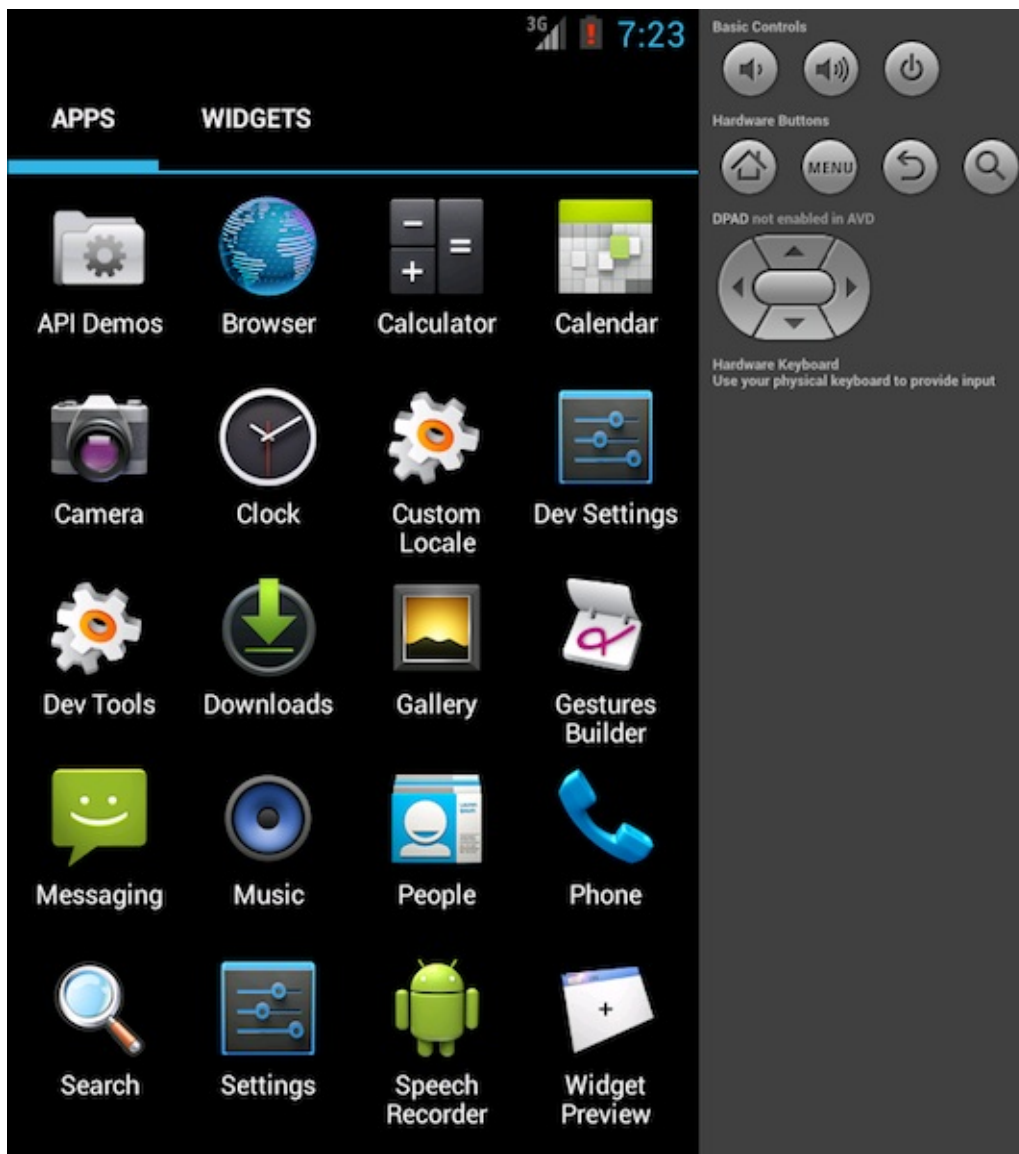 3G 7:23
APPS WIDGETS
API Demos Browser Calculator Calendar
Camera Clock Custom Locale Dev Settings
Dev Tools Downloads Gallery Gestures Builder
Messaging Music People Phone
Search Settings Speech Recorder Widget Preview
Basic Controls
Hardware Buttons
MENU
DPAD not enabled in AVD
Hardware Keyboard
Use your physical keyboard to provide input